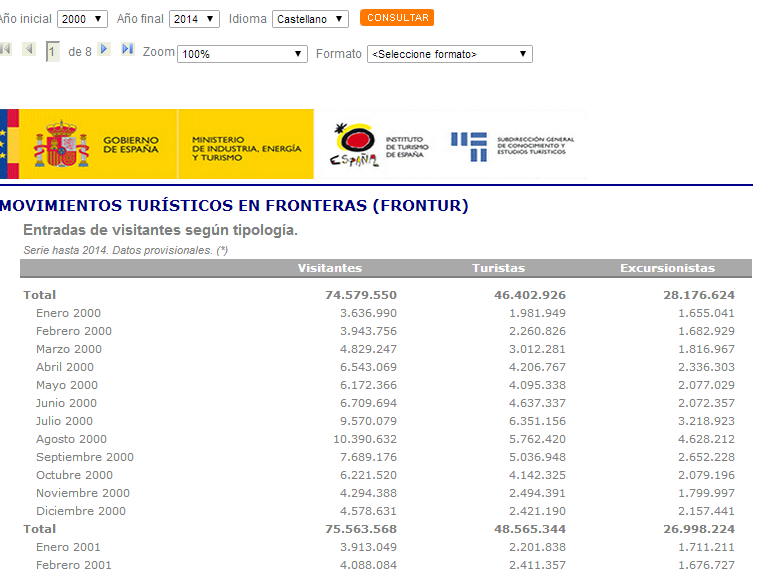 Año inicial 2000 Año final 2014 Idioma Castellano CONSULTAR
1 de 8 Zoom 100% Formato <Seleccione formato>
GOBIERNO
DE ESPAÑA
MINISTERIO
DE INDUSTRIA, ENERGÍA
Y TURISMO
ESPAÑA
INSTITUTO
DE TURISMO
DE ESPAÑA
SUBDIRECCIÓN GENERAL
DE CONOCIMIENTO Y
ESTUDIOS TURÍSTICOS
MOVIMIENTOS TURÍSTICOS EN FRONTERAS (FRONTUR)
Entradas de visitantes según tipología.
Serie hasta 2014. Datos provisionales. (*)
Visitantes Turistas Excursionistas
Total 74.579.550 46.402.926 28.176.624
Enero 2000 3.636.990 1.981.949 1.655.041
Febrero 2000 3.943.756 2.260.826 1.682.929
Marzo 2000 4.829.247 3.012.281 1.816.967
Abril 2000 6.543.069 4.206.767 2.336.303
Mayo 2000 6.172.366 4.095.338 2.077.029
Junio 2000 6.709.694 4.637.337 2.072.357
Julio 2000 9.570.079 6.351.156 3.218.923
Agosto 2000 10.390.632 5.762.420 4.628.212
Septiembre 2000 7.689.176 5.036.948 2.652.228
Octubre 2000 6.221.520 4.142.325 2.079.196
Noviembre 2000 4.294.388 2.494.391 1.799.997
Diciembre 2000 4.578.631 2.421.190 2.157.441
Total 75.563.568 48.565.344 26.998.224
Enero 2001 3.913.049 2.201.838 1.711.211
Febrero 2001 4.088.084 2.411.357 1.676.727